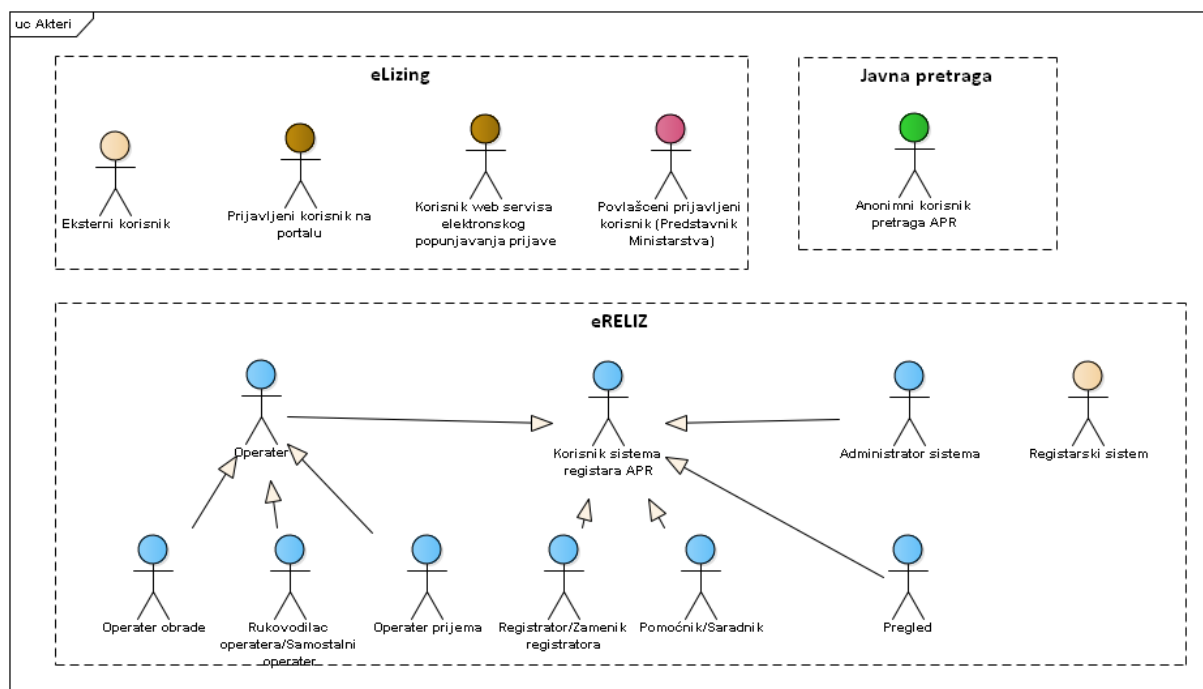 uc Akteri
eLizing
Javna pretraga
Eksterni korisnik
Prijavljeni korisnik na
portalu
Korisnik web servisa
elektronskog
popunjavanja prijave
Povlašceni prijavljeni
korisnik (Predstavnik
Ministarstva)
Anonimni korisnik
pretraga APR
eRELIZ
Operater
Korisnik sistema
registara APR
Administrator sistema
Registarski sistem
Operater obrade
Rukovodilac
operatera/Samostalni
operater
Operater prijema
Registrator/Zamenik
registratora
Pomoćnik/Saradnik
Pregled